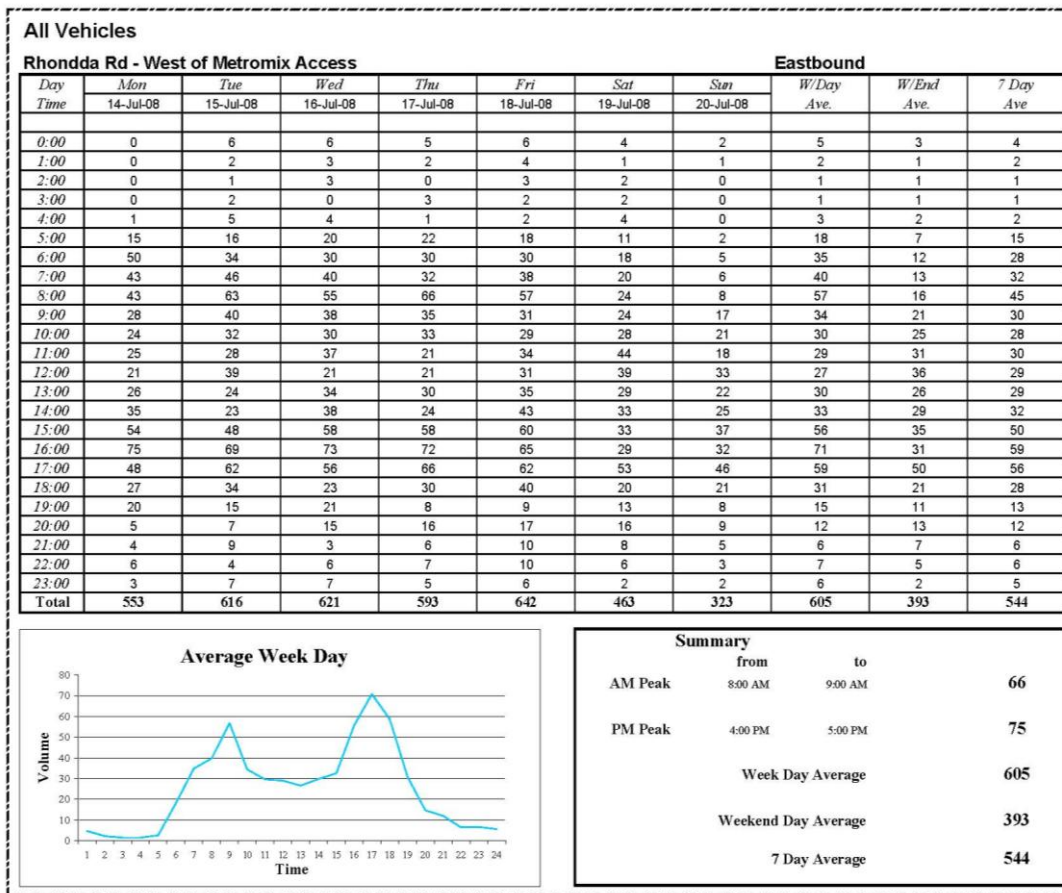 All Vehicles
Rhondda Rd - West of Metromix Access Eastbound
Day Mon Tue Wed Thu Fri Sat Sun W/Day W/End 7 Day
Time 14-Jul-08 15-Jul-08 16-Jul-08 17-Jul-08 18-Jul-08 19-Jul-08 20-Jul-08 Ave. Ave. Ave
0:00 0 6 6 5 6 4 2 5 3 4
1:00 0 2 3 2 4 1 1 2 1 2
2:00 0 1 3 0 3 2 0 1 1 1
3:00 0 2 0 3 2 2 0 1 1 1
4:00 1 5 4 1 2 4 0 3 2 2
5:00 15 16 20 22 18 11 2 18 7 15
6:00 50 34 30 30 30 18 5 35 12 28
7:00 43 46 40 32 38 20 6 40 13 32
8:00 43 63 55 66 57 24 8 57 16 45
9:00 28 40 38 35 31 24 17 34 21 30
10:00 24 32 30 33 29 28 21 30 25 28
11:00 25 28 37 21 34 44 18 29 31 30
12:00 21 39 21 21 31 39 33 27 36 29
13:00 26 24 34 30 35 29 22 30 26 29
14:00 35 23 38 24 43 33 25 33 29 32
15:00 54 48 58 58 60 33 37 56 35 50
16:00 75 69 73 72 65 29 32 71 31 59
17:00 48 62 56 66 62 53 46 59 50 56
18:00 27 34 23 30 40 20 21 31 21 28
19:00 20 15 21 8 9 13 8 15 11 13
20:00 5 7 15 16 17 16 9 12 13 12
21:00 4 9 3 6 10 8 5 6 7 6
22:00 6 4 6 7 10 6 3 7 5 6
23:00 3 7 7 5 6 2 2 6 2 5
Total 553 616 621 593 642 463 323 605 393 544
Average Week Day
80
70
60
50
40
30
20
10
0
Volume
1 2 3 4 5 6 7 8 9 10 11 12 13 14 15 16 17 18 19 20 21 22 23 24
Time
Summary
from to
AM Peak 8:00 AM 9:00 AM 66
PM Peak 4:00 PM 5:00 PM 75
Week Day Average 605
Weekend Day Average 393
7 Day Average 544